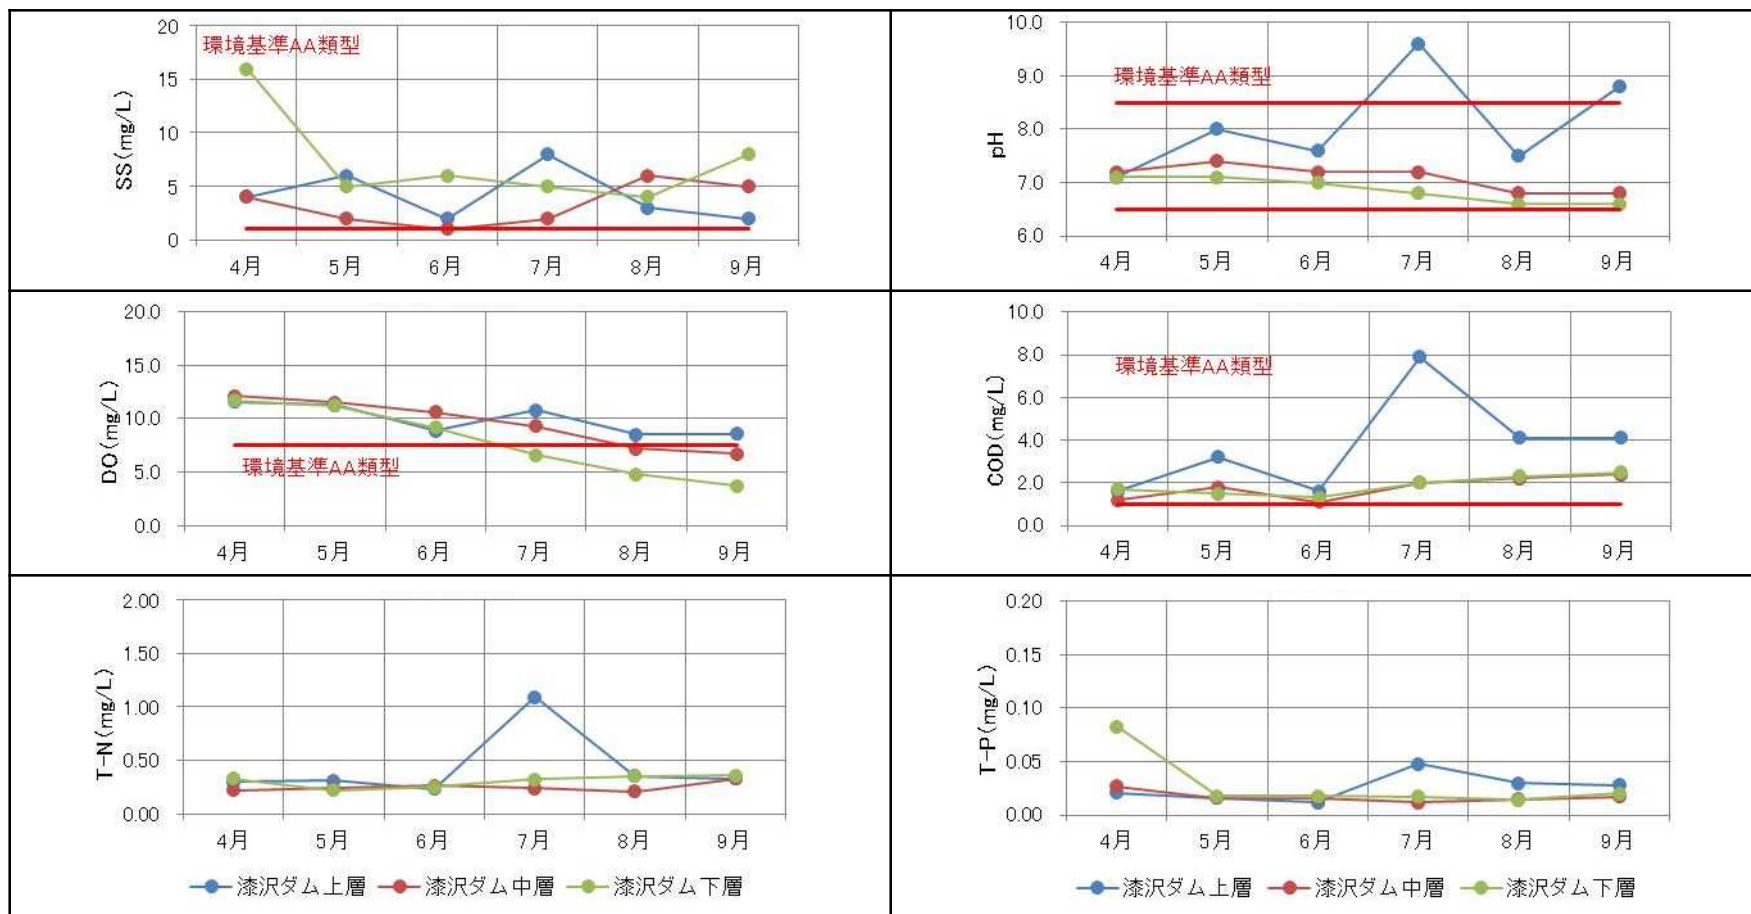 SS(mg/L)
20
15
10
5
0
環境基準AA類型
4月 5月 6月 7月 8月 9月
pH
10.0
9.0
8.0
7.0
6.0
環境基準AA類型
4月 5月 6月 7月 8月 9月
DO(mg/L)
20.0
15.0
10.0
5.0
0.0
環境基準AA類型
4月 5月 6月 7月 8月 9月
COD(mg/L)
10.0
8.0
6.0
4.0
2.0
0.0
環境基準AA類型
4月 5月 6月 7月 8月 9月
T-N(mg/L)
2.00
1.50
1.00
0.50
0.00
4月 5月 6月 7月 8月 9月
漆沢ダム上層 漆沢ダム中層 漆沢ダム下層
T-P(mg/L)
0.20
0.15
0.10
0.05
0.00
4月 5月 6月 7月 8月 9月
漆沢ダム上層 漆沢ダム中層 漆沢ダム下層